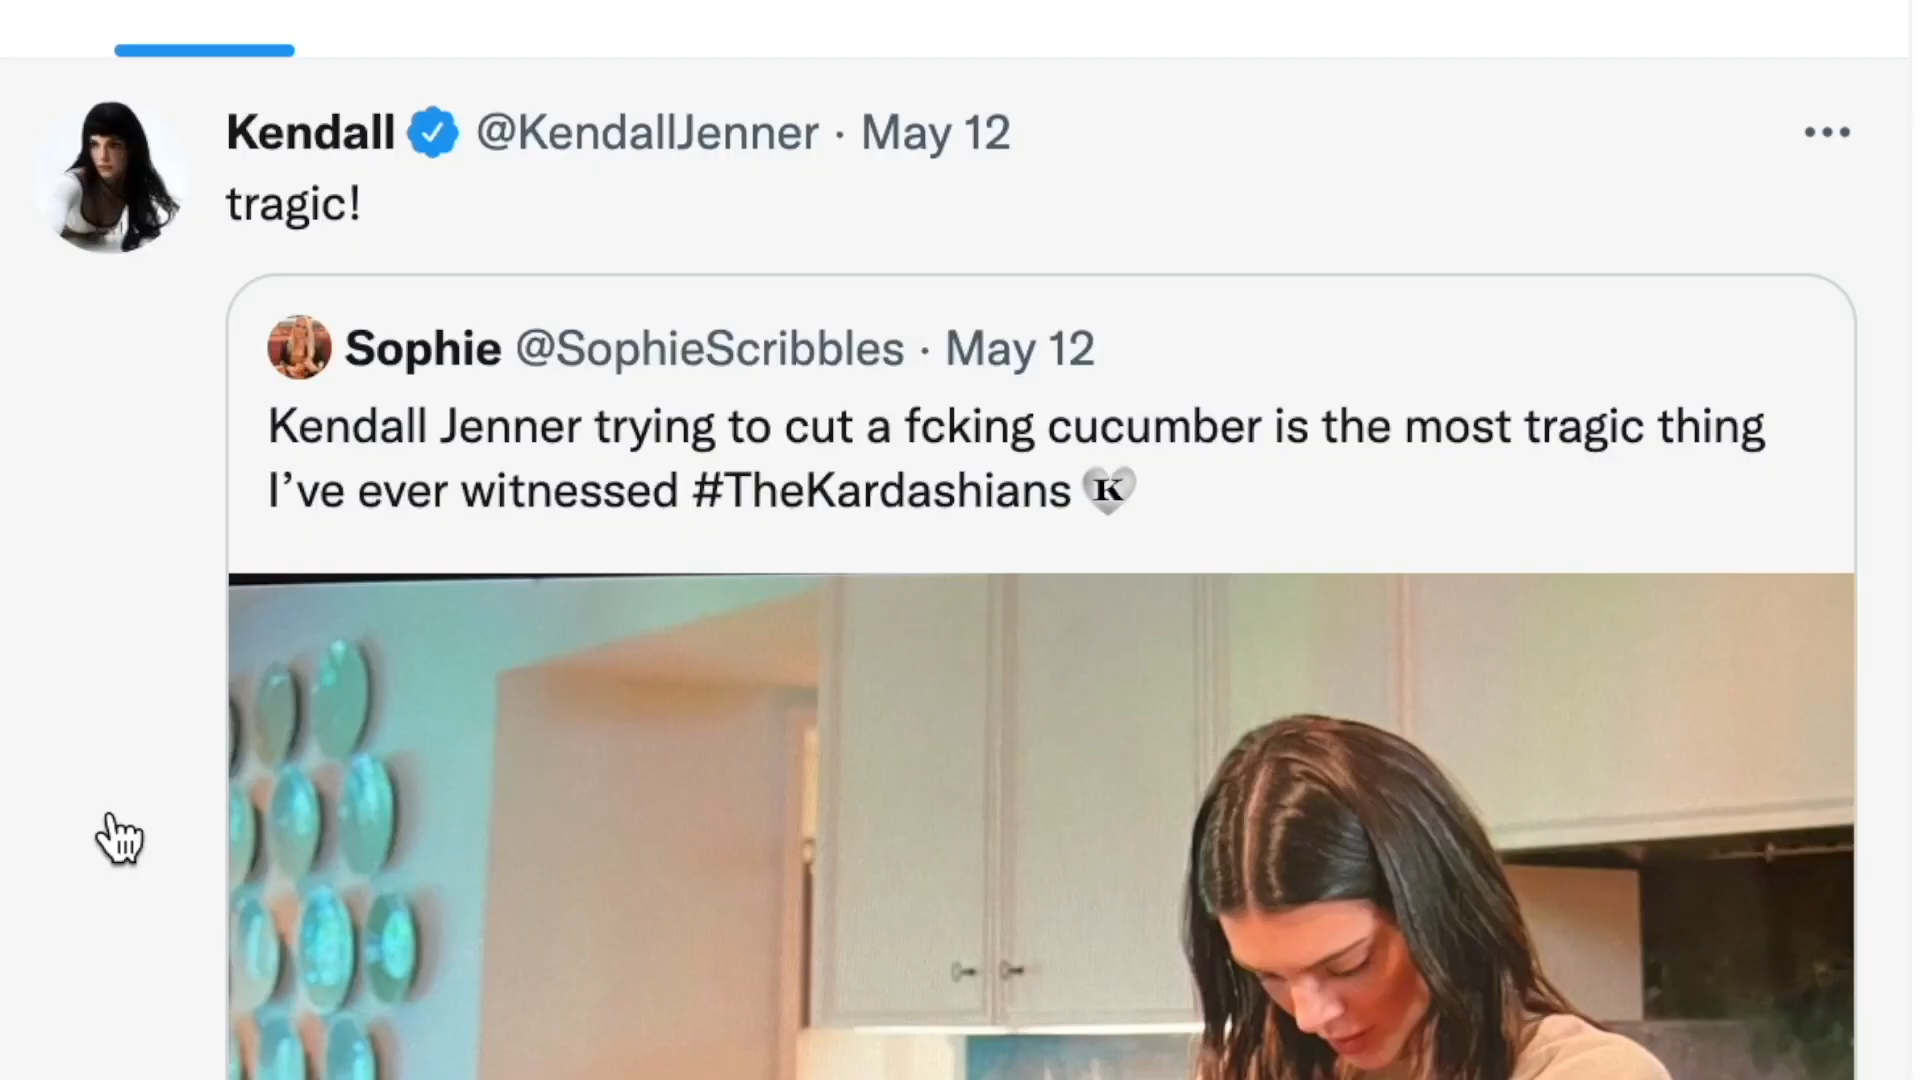 Kendall @KendallJenner · May 12
tragic!
Sophie @SophieScribbles · May 12
Kendall Jenner trying to cut a fcking cucumber is the most tragic thing
I’ve ever witnessed #TheKardashians K